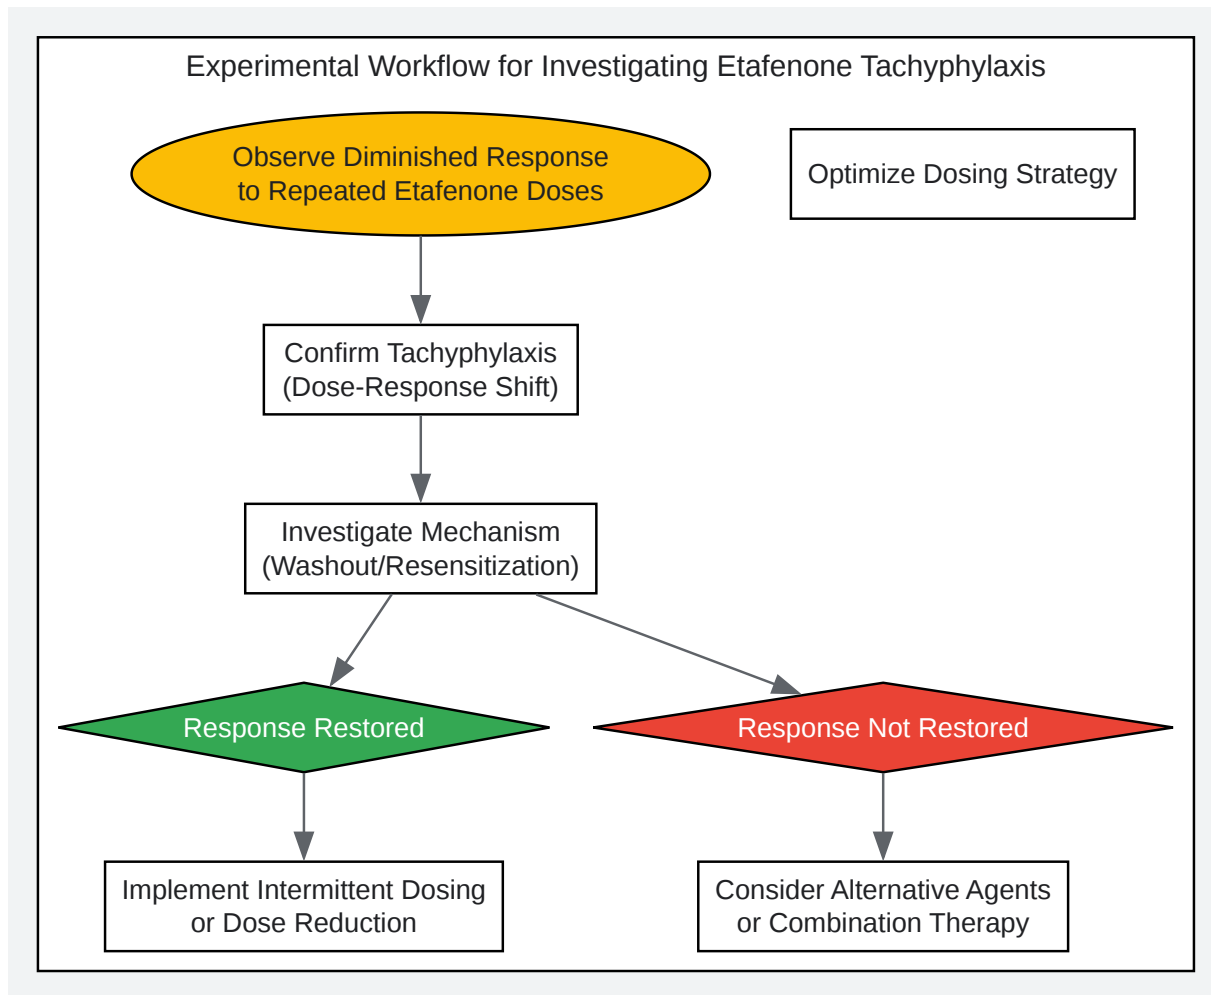 Experimental Workflow for Investigating Etafenone Tachyphylaxis
Observe Diminished Response
to Repeated Etafenone Doses
Optimize Dosing Strategy
Confirm Tachyphylaxis
(Dose-Response Shift)
Investigate Mechanism
(Washout/Resensitization)
Response Restored
Response Not Restored
Implement Intermittent Dosing
or Dose Reduction
Consider Alternative Agents
or Combination Therapy